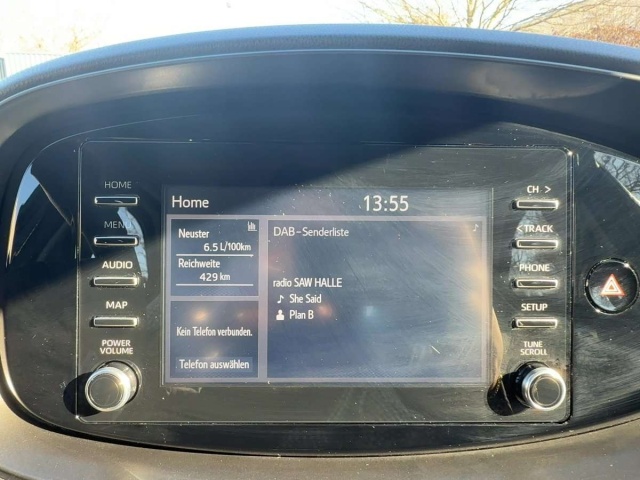 HOME
MENU
AUDIO
MAP
POWER
VOLUME
Home
13:55
Neuster
6.5 L/100km
Reichweite
429 km
Kein Telefon verbunden.
Telefon auswählen
DAB-Senderliste
radio SAW HALLE
She Said
Plan B
CH >
< TRACK
PHONE
SETUP
TUNE
SCROLL